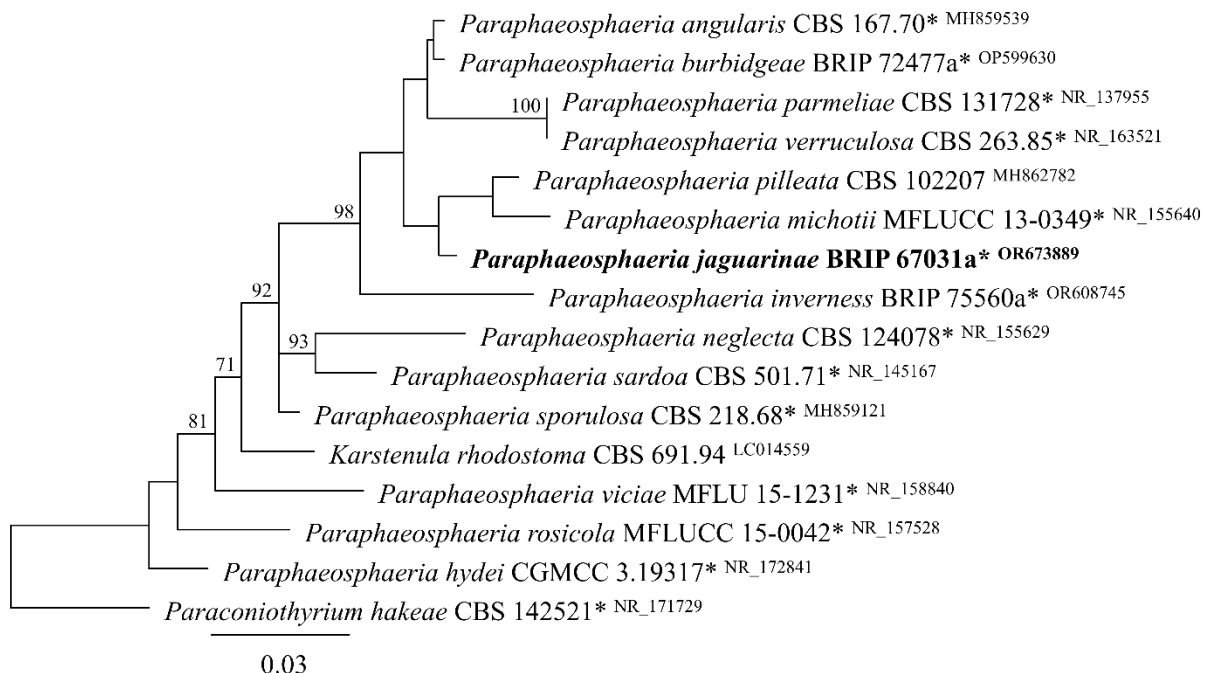 Paraphaeosphaeria angularis CBS 167.70* MH859539
Paraphaeosphaeria burbidgeae BRIP 72477a* OP599630
100 Paraphaeosphaeria parmeliae CBS 131728* NR_137955
Paraphaeosphaeria verruculosa CBS 263.85* NR_163521
Paraphaeosphaeria pilleata CBS 102207 MH862782
98 Paraphaeosphaeria michotii MFLUCC 13-0349* NR_155640
Paraphaeosphaeria jaguarinae BRIP 67031a* OR673889
92 Paraphaeosphaeria inverness BRIP 75560a* OR608745
93 Paraphaeosphaeria neglecta CBS 124078* NR_155629
71 Paraphaeosphaeria sardoa CBS 501.71* NR_145167
81 Paraphaeosphaeria sporulosa CBS 218.68* MH859121
Karstenula rhodostoma CBS 691.94 LC014559
Paraphaeosphaeria viciae MFLU 15-1231* NR_158840
Paraphaeosphaeria rosicola MFLUCC 15-0042* NR_157528
Paraphaeosphaeria hydei CGMCC 3.19317* NR_172841
Paraconiothyrium hakeae CBS 142521* NR_171729
0.03